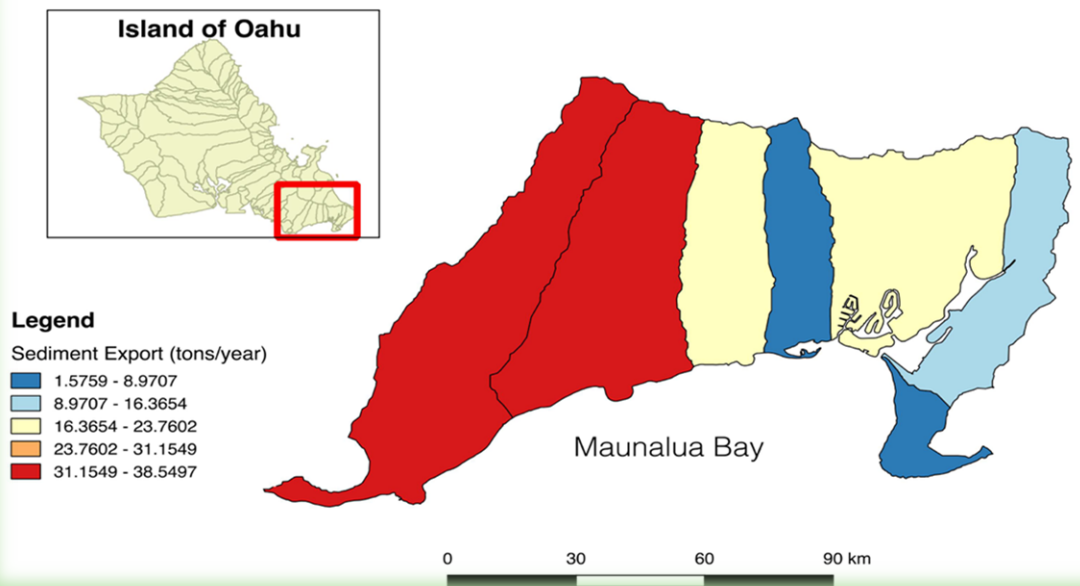 Island of Oahu
Legend
Sediment Export (tons/year)
1.5759 - 8.9707
8.9707 - 16.3654
16.3654 - 23.7602
23.7602 - 31.1549
31.1549 - 38.5497
Maunalua Bay
0 30 60 90 km